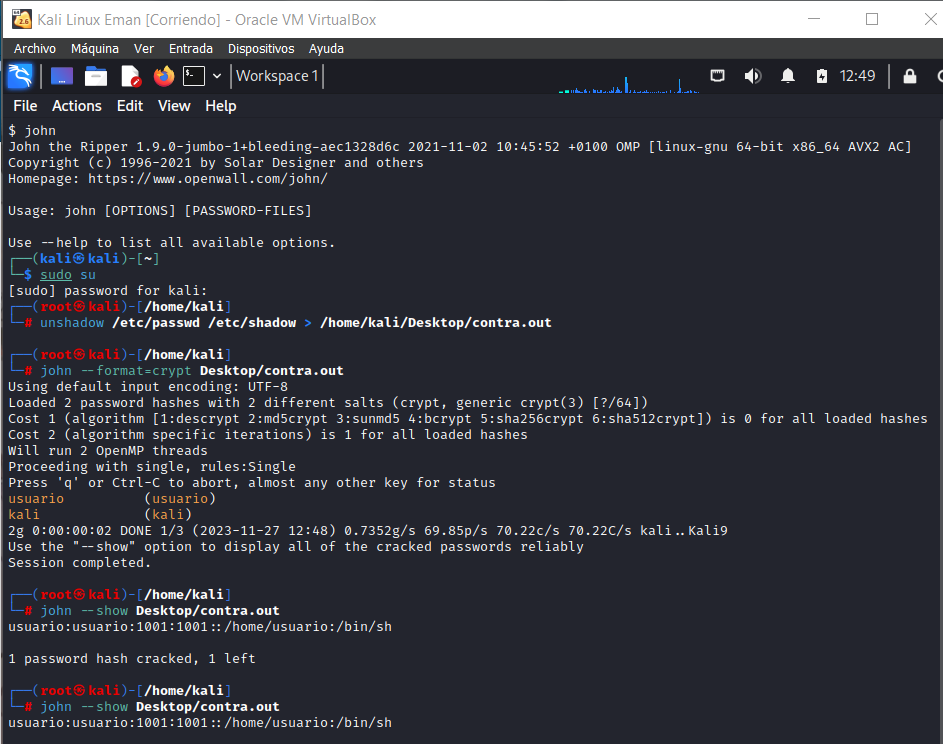 Kali Linux Eman [Corriendo] - Oracle VM VirtualBox
Archivo Máquina Ver Entrada Dispositivos Ayuda
Workspace 1 12:49
File Actions Edit View Help
$ john
John the Ripper 1.9.0-jumbo-1+bleeding-aec1328d6c 2021-11-02 10:45:52 +0100 OMP [linux-gnu 64-bit x86_64 AVX2 AC]
Copyright (c) 1996-2021 by Solar Designer and others
Homepage: https://www.openwall.com/john/
Usage: john [OPTIONS] [PASSWORD-FILES]
Use --help to list all available options.
┌──(kali㉿kali)-[~]
└─$ sudo su
[sudo] password for kali:
┌──(root㉿kali)-[/home/kali]
└─# unshadow /etc/passwd /etc/shadow > /home/kali/Desktop/contra.out
┌──(root㉿kali)-[/home/kali]
└─# john --format=crypt Desktop/contra.out
Using default input encoding: UTF-8
Loaded 2 password hashes with 2 different salts (crypt, generic crypt(3) [?/64])
Cost 1 (algorithm [1:descrypt 2:md5crypt 3:sunmd5 4:bcrypt 5:sha256crypt 6:sha512crypt]) is 0 for all loaded hashes
Cost 2 (algorithm specific iterations) is 1 for all loaded hashes
Will run 2 OpenMP threads
Proceeding with single, rules:Single
Press 'q' or Ctrl-C to abort, almost any other key for status
usuario (usuario)
kali (kali)
2g 0:00:00:02 DONE 1/3 (2023-11-27 12:48) 0.7352g/s 69.85p/s 70.22c/s 70.22C/s kali..Kali9
Use the "--show" option to display all of the cracked passwords reliably
Session completed.
┌──(root㉿kali)-[/home/kali]
└─# john --show Desktop/contra.out
usuario:usuario:1001:1001::/home/usuario:/bin/sh
1 password hash cracked, 1 left
┌──(root㉿kali)-[/home/kali]
└─# john --show Desktop/contra.out
usuario:usuario:1001:1001::/home/usuario:/bin/sh